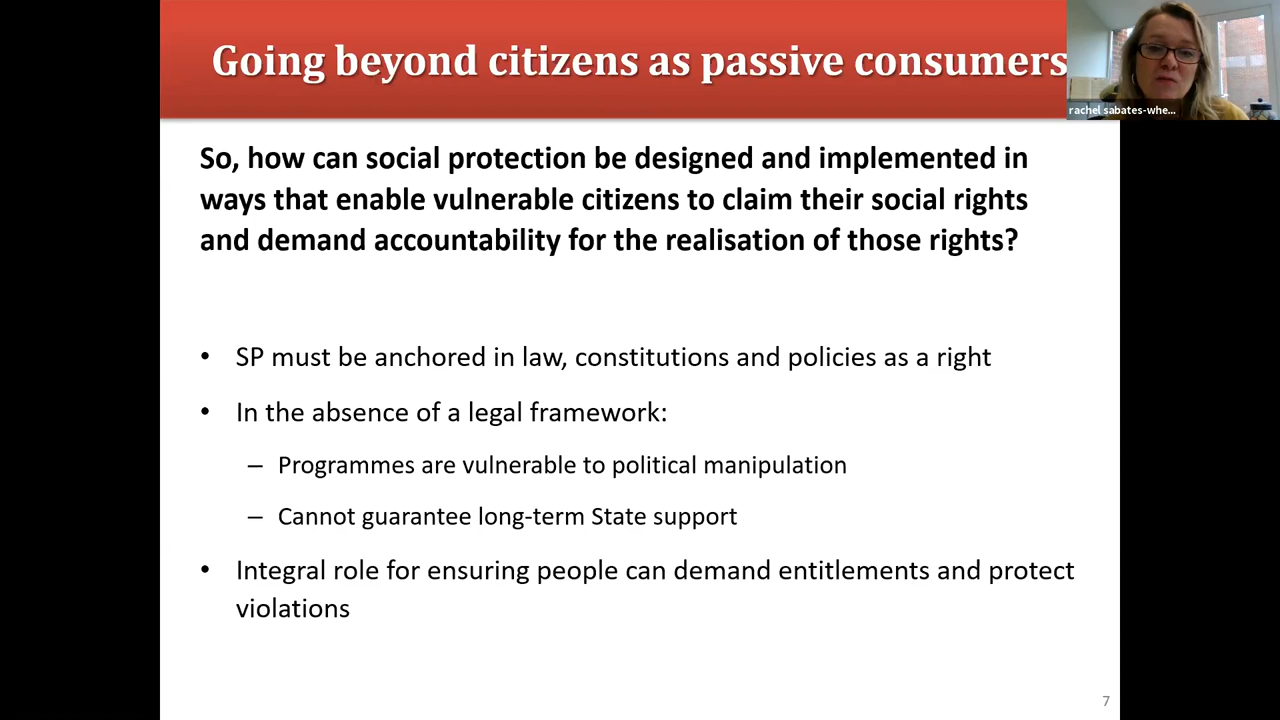 Going beyond citizens as passive consumers
rachel sabates-whe...
So, how can social protection be designed and implemented in
ways that enable vulnerable citizens to claim their social rights
and demand accountability for the realisation of those rights?
• SP must be anchored in law, constitutions and policies as a right
• In the absence of a legal framework:
– Programmes are vulnerable to political manipulation
– Cannot guarantee long-term State support
• Integral role for ensuring people can demand entitlements and protect
violations
7